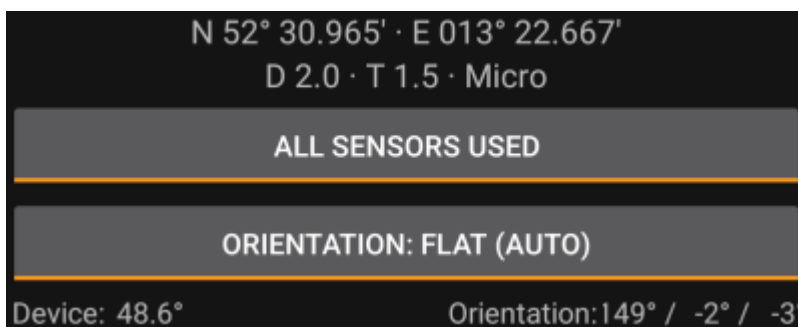 N 52° 30.965' · E 013° 22.667'
D 2.0 · T 1.5 · Micro
ALL SENSORS USED
ORIENTATION: FLAT (AUTO)
Device: 48.6°
Orientation:149° / -2° / -3°